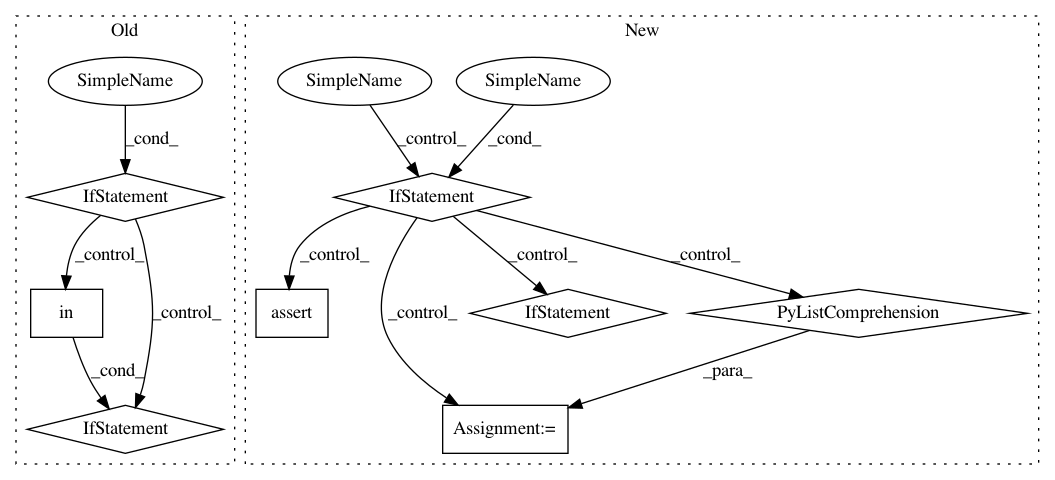 Old
New
SimpleName
SimpleName
SimpleName
_cond_
_control_
_cond_
IfStatement
IfStatement
_control_
_control_
_control_
_control_
_control_
_control_
in
assert
IfStatement
PyListComprehension
_cond_
_para_
IfStatement
Assignment:=